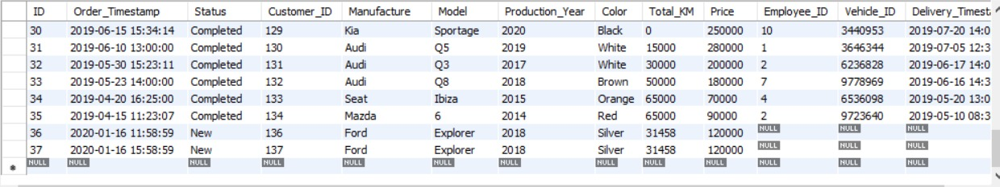 ID Order_Timestamp Status Customer_ID Manufacture Model Production_Year Color Total_KM Price Employee_ID Vehicle_ID Delivery_Timest
30 2019-06-15 15:34:14 Completed 129 Kia Sportage 2020 Black 0 250000 10 3440953 2019-07-20 14:0
31 2019-06-10 13:00:00 Completed 130 Audi Q5 2019 White 15000 280000 1 3646344 2019-07-05 12:3
32 2019-05-30 15:23:11 Completed 131 Audi Q3 2017 White 30000 200000 2 6236828 2019-06-17 14:0
33 2019-05-23 14:00:00 Completed 132 Audi Q8 2018 Brown 50000 180000 7 9778969 2019-06-16 14:3
34 2019-04-20 16:25:00 Completed 133 Seat Ibiza 2015 Orange 65000 70000 4 6536098 2019-05-20 13:0
35 2019-04-15 11:23:07 Completed 134 Mazda 6 2014 Red 65000 90000 2 9723640 2019-05-10 08:3
36 2020-01-16 11:58:59 New 136 Ford Explorer 2018 Silver 31458 120000 NULL NULL NULL
37 2020-01-16 15:58:59 New 137 Ford Explorer 2018 Silver 31458 120000 NULL NULL NULL
NULL NULL NULL NULL NULL NULL NULL NULL NULL NULL NULL NULL NULL